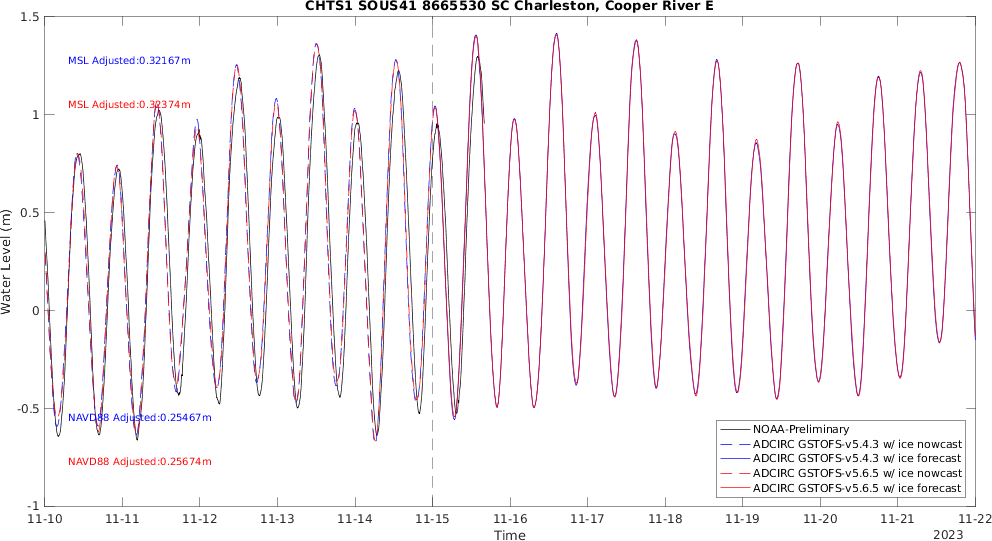 CHTS1 SOUS41 8665530 SC Charleston, Cooper River E
1.5
1
0.5
0
-0.5
-1
Water Level (m)
MSL Adjusted:0.32167m
MSL Adjusted:0.32374m
NAVD88 Adjusted:0.25467m
NAVD88 Adjusted:0.25674m
NOAA-Preliminary
ADCIRC GSTOFS-v5.4.3 w/ ice nowcast
ADCIRC GSTOFS-v5.4.3 w/ ice forecast
ADCIRC GSTOFS-v5.6.5 w/ ice nowcast
ADCIRC GSTOFS-v5.6.5 w/ ice forecast
11-10 11-11 11-12 11-13 11-14 11-15 11-16 11-17 11-18 11-19 11-20 11-21 11-22
Time
2023